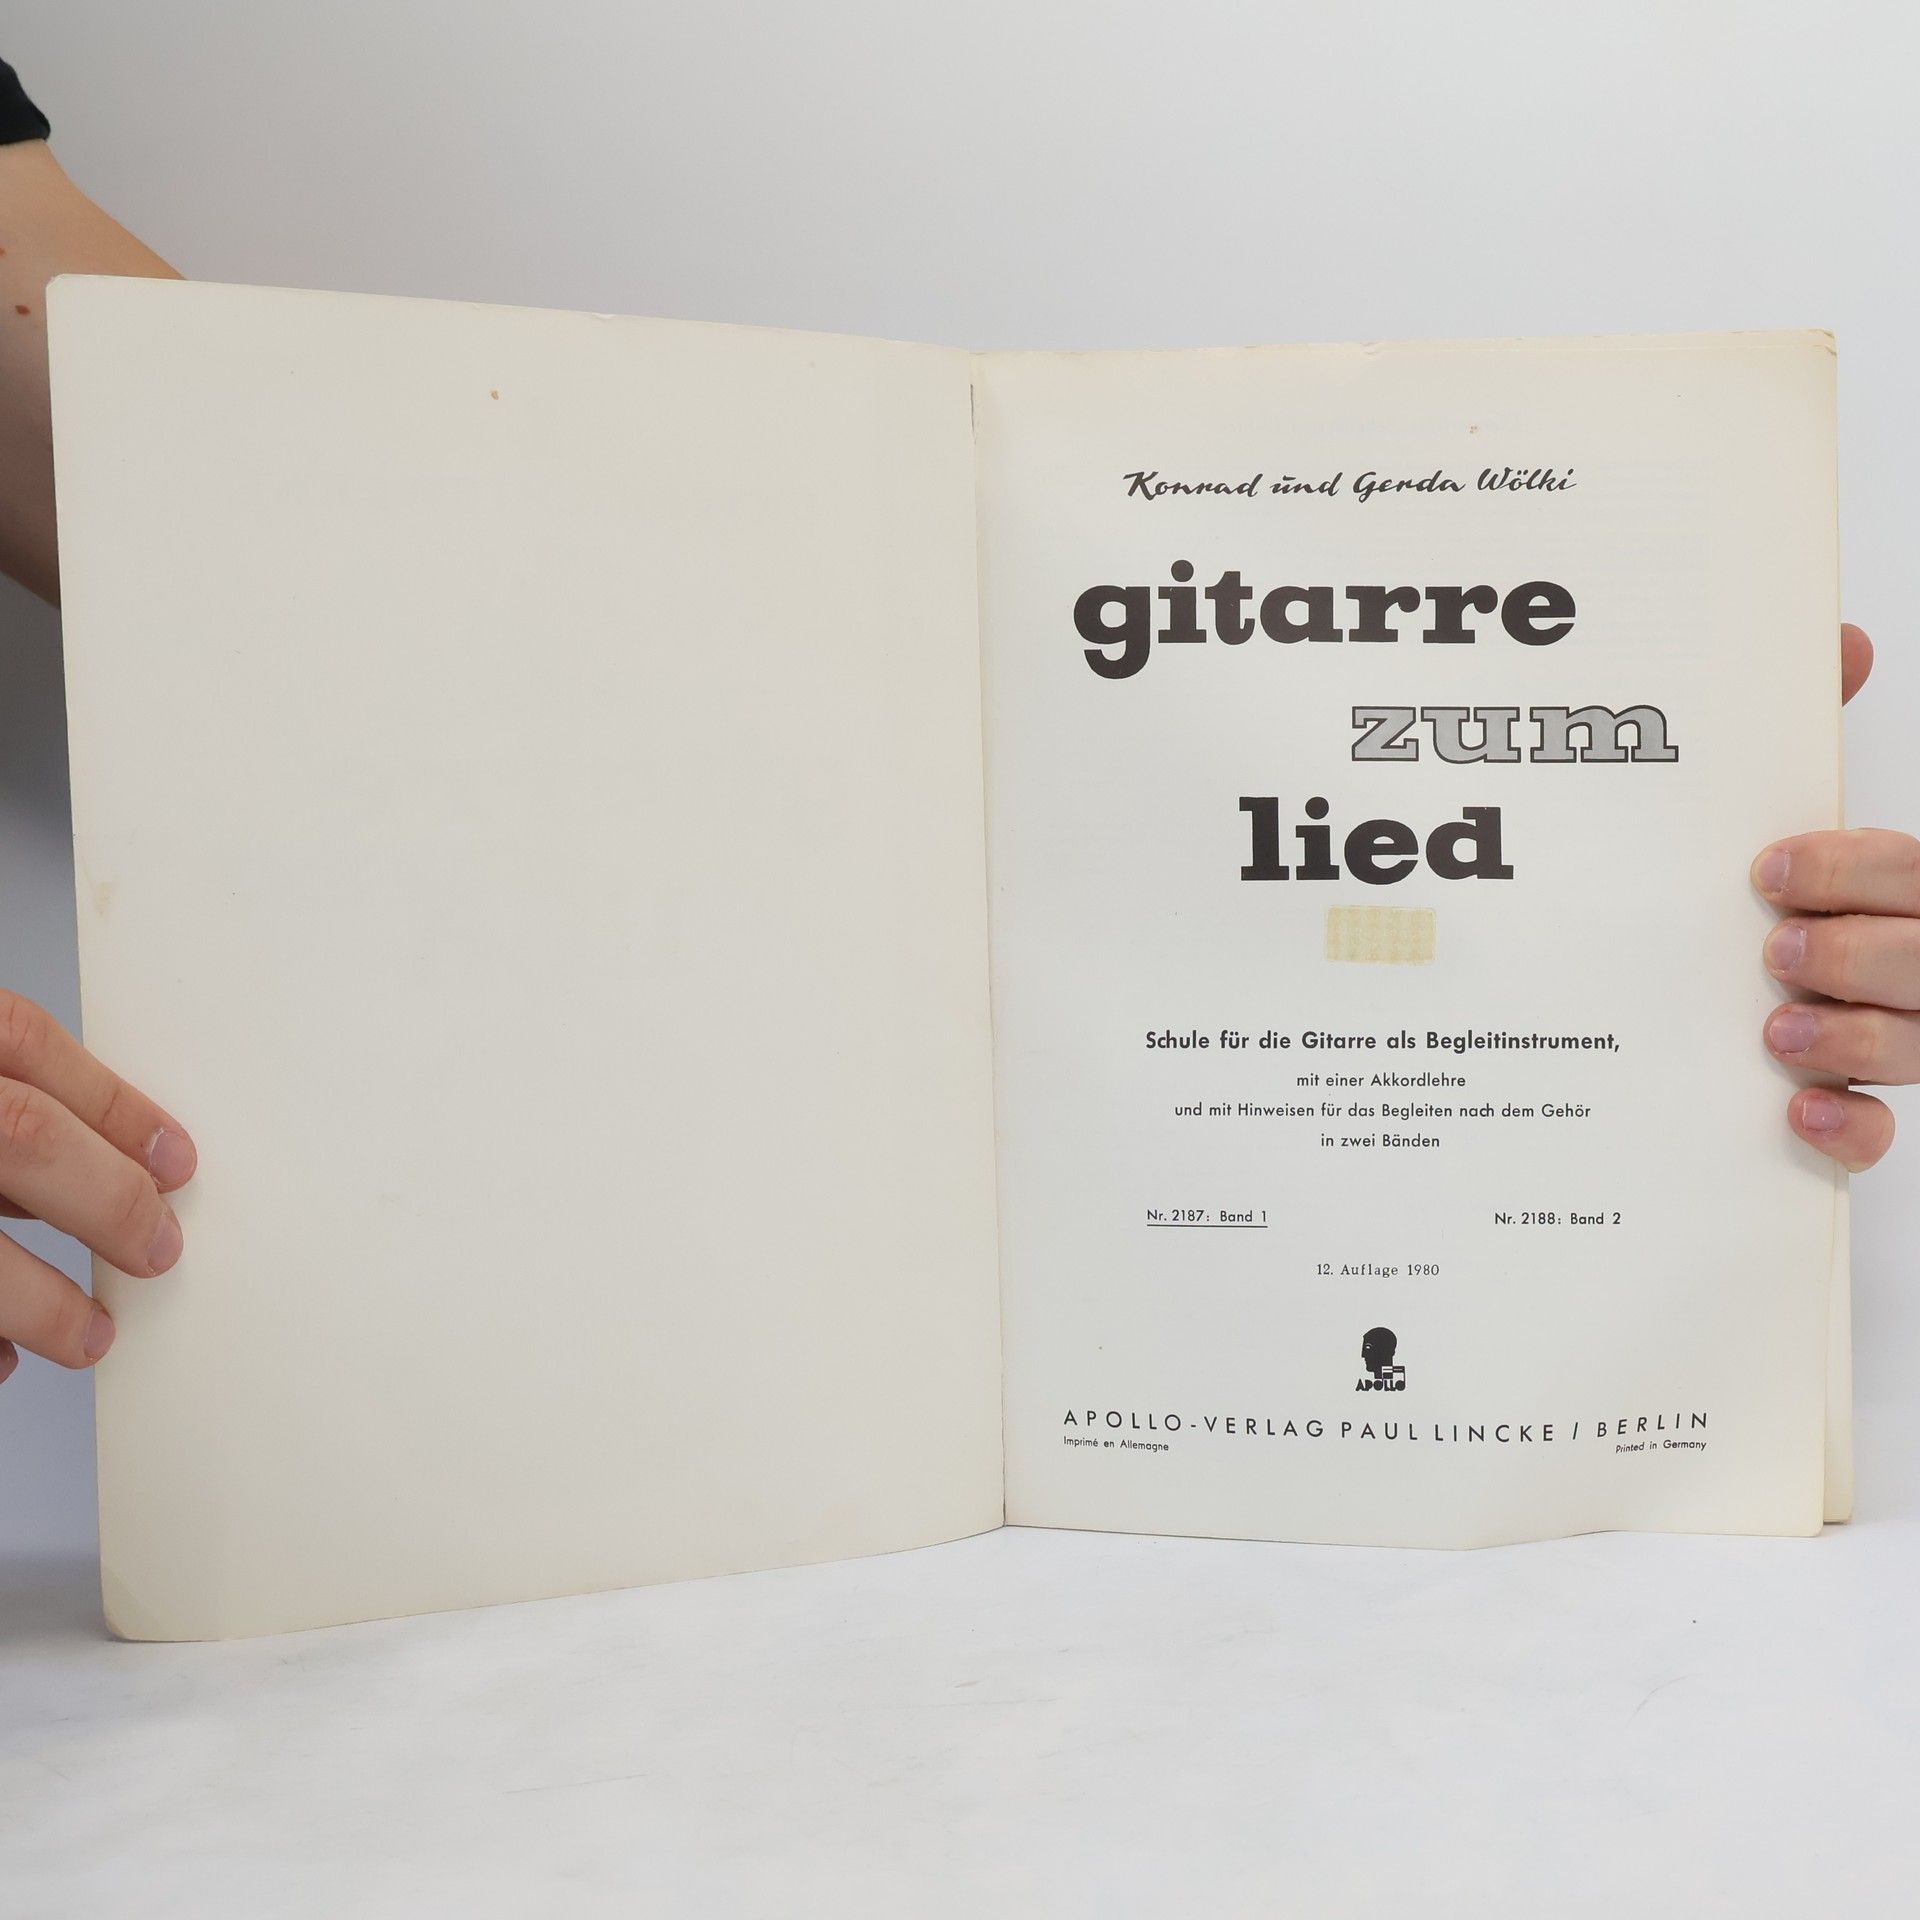 Konrad und Gerda Wölki
gitarre
zum
lied
Schule für die Gitarre als Begleitinstrument,
mit einer Akkordlehre
und mit Hinweisen für das Begleiten nach dem Gehör
in zwei Bänden
Nr. 2187: Band 1 Nr. 2188: Band 2
12. Auflage 1980
APOLLO
APOLLO-VERLAG PAUL LINCKE / BERLIN
Imprimé en Allemagne Printed in Germany